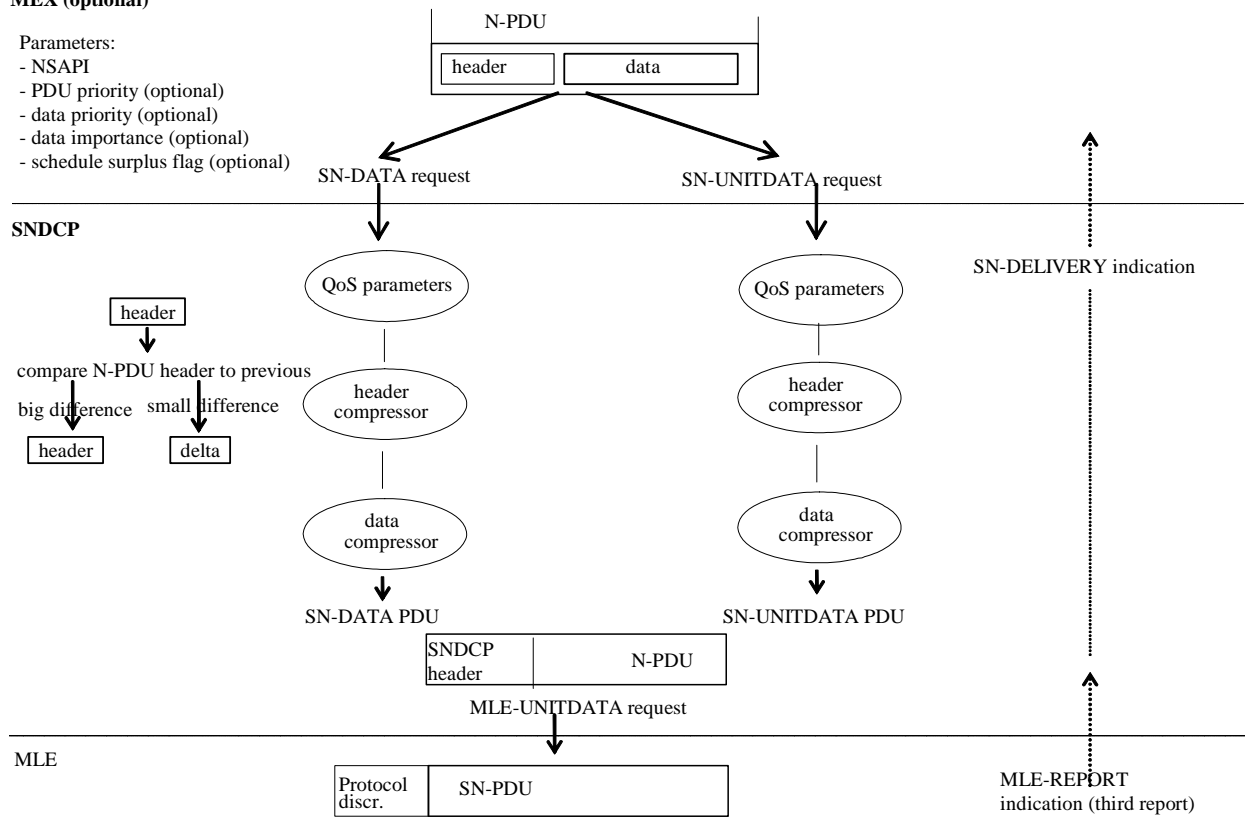 MEX (optional)
N-PDU
Parameters:
- NSAPI
- PDU priority (optional)
- data priority (optional)
- data importance (optional)
- schedule surplus flag (optional)
header
data
SN-DATA request
SN-UNITDATA request
SNDCP
SN-DELIVERY indication
QoS parameters
QoS parameters
header
compare N-PDU header to previous
big difference
small difference
header
delta
header
compressor
header
compressor
data
compressor
data
compressor
SN-DATA PDU
SN-UNITDATA PDU
SNDCP
header
N-PDU
MLE-UNITDATA request
MLE
Protocol
discr.
SN-PDU
MLE-REPORT
indication (third report)